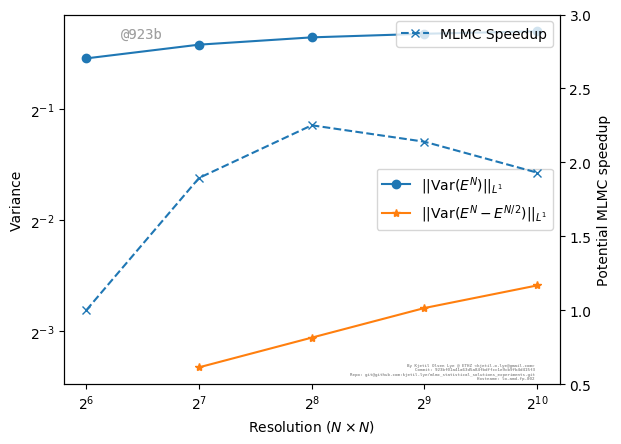 @923b
MLMC Speedup
3.0
2.5
2.0
1.5
1.0
0.5
Potential MLMC speedup
2^-1
2^-2
2^-3
Variance
||Var(E^N)||_{L^1}
||Var(E^N − E^{N/2})||_{L^1}
2^6
2^7
2^8
2^9
2^10
Resolution (N × N)